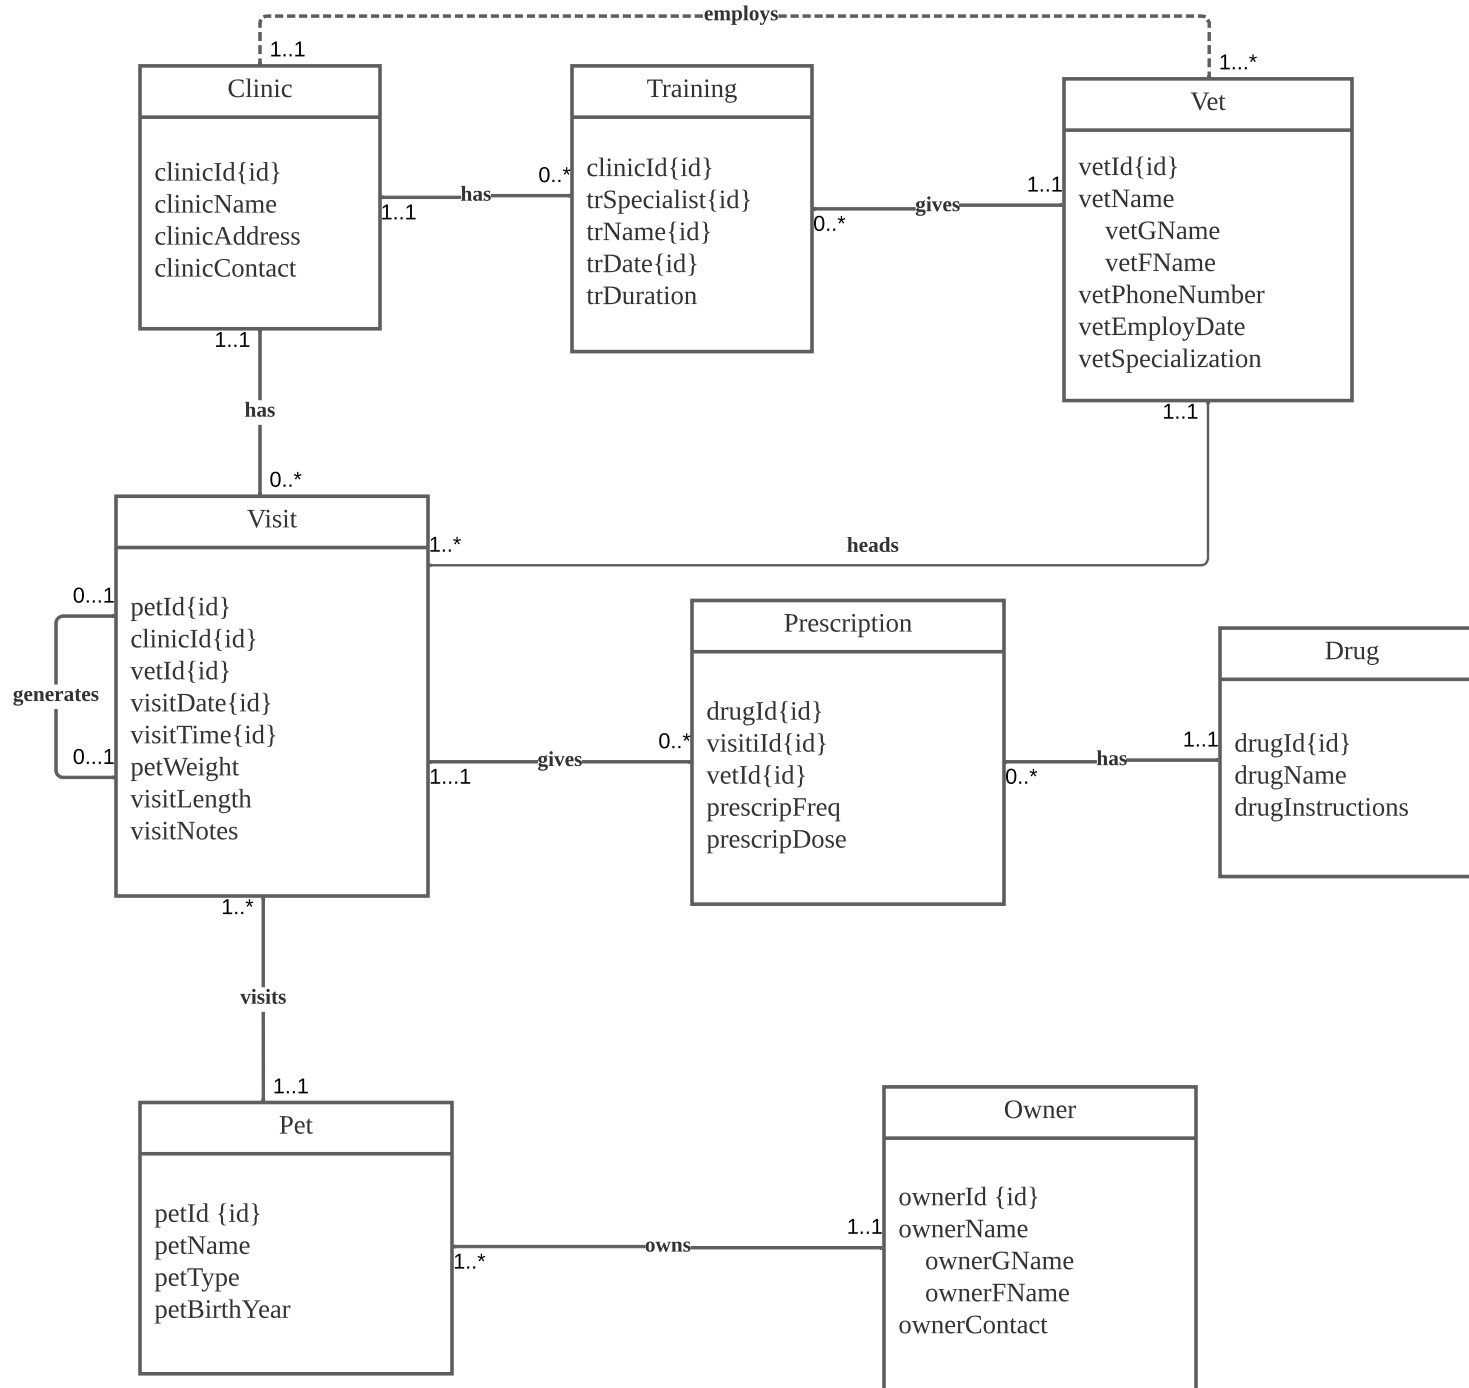 employs
1..1
1...*
Clinic
clinicId{id}
clinicName
clinicAddress
clinicContact
1..1
has
0..*
Training
clinicId{id}
trSpecialist{id}
trName{id}
trDate{id}
trDuration
0..*
gives
1..1
Vet
vetId{id}
vetName
vetGName
vetFName
vetPhoneNumber
vetEmployDate
vetSpecialization
1..1
has
0..*
1..1
heads
1..*
Visit
petId{id}
clinicId{id}
vetId{id}
visitDate{id}
visitTime{id}
petWeight
visitLength
visitNotes
0...1
generates
0...1
1...1
gives
0..*
Prescription
drugId{id}
visitiId{id}
vetId{id}
prescripFreq
prescripDose
0..*
has
1..1
Drug
drugId{id}
drugName
drugInstructions
1..*
visits
1..1
Pet
petId {id}
petName
petType
petBirthYear
1..*
owns
1..1
Owner
ownerId {id}
ownerName
ownerGName
ownerFName
ownerContact